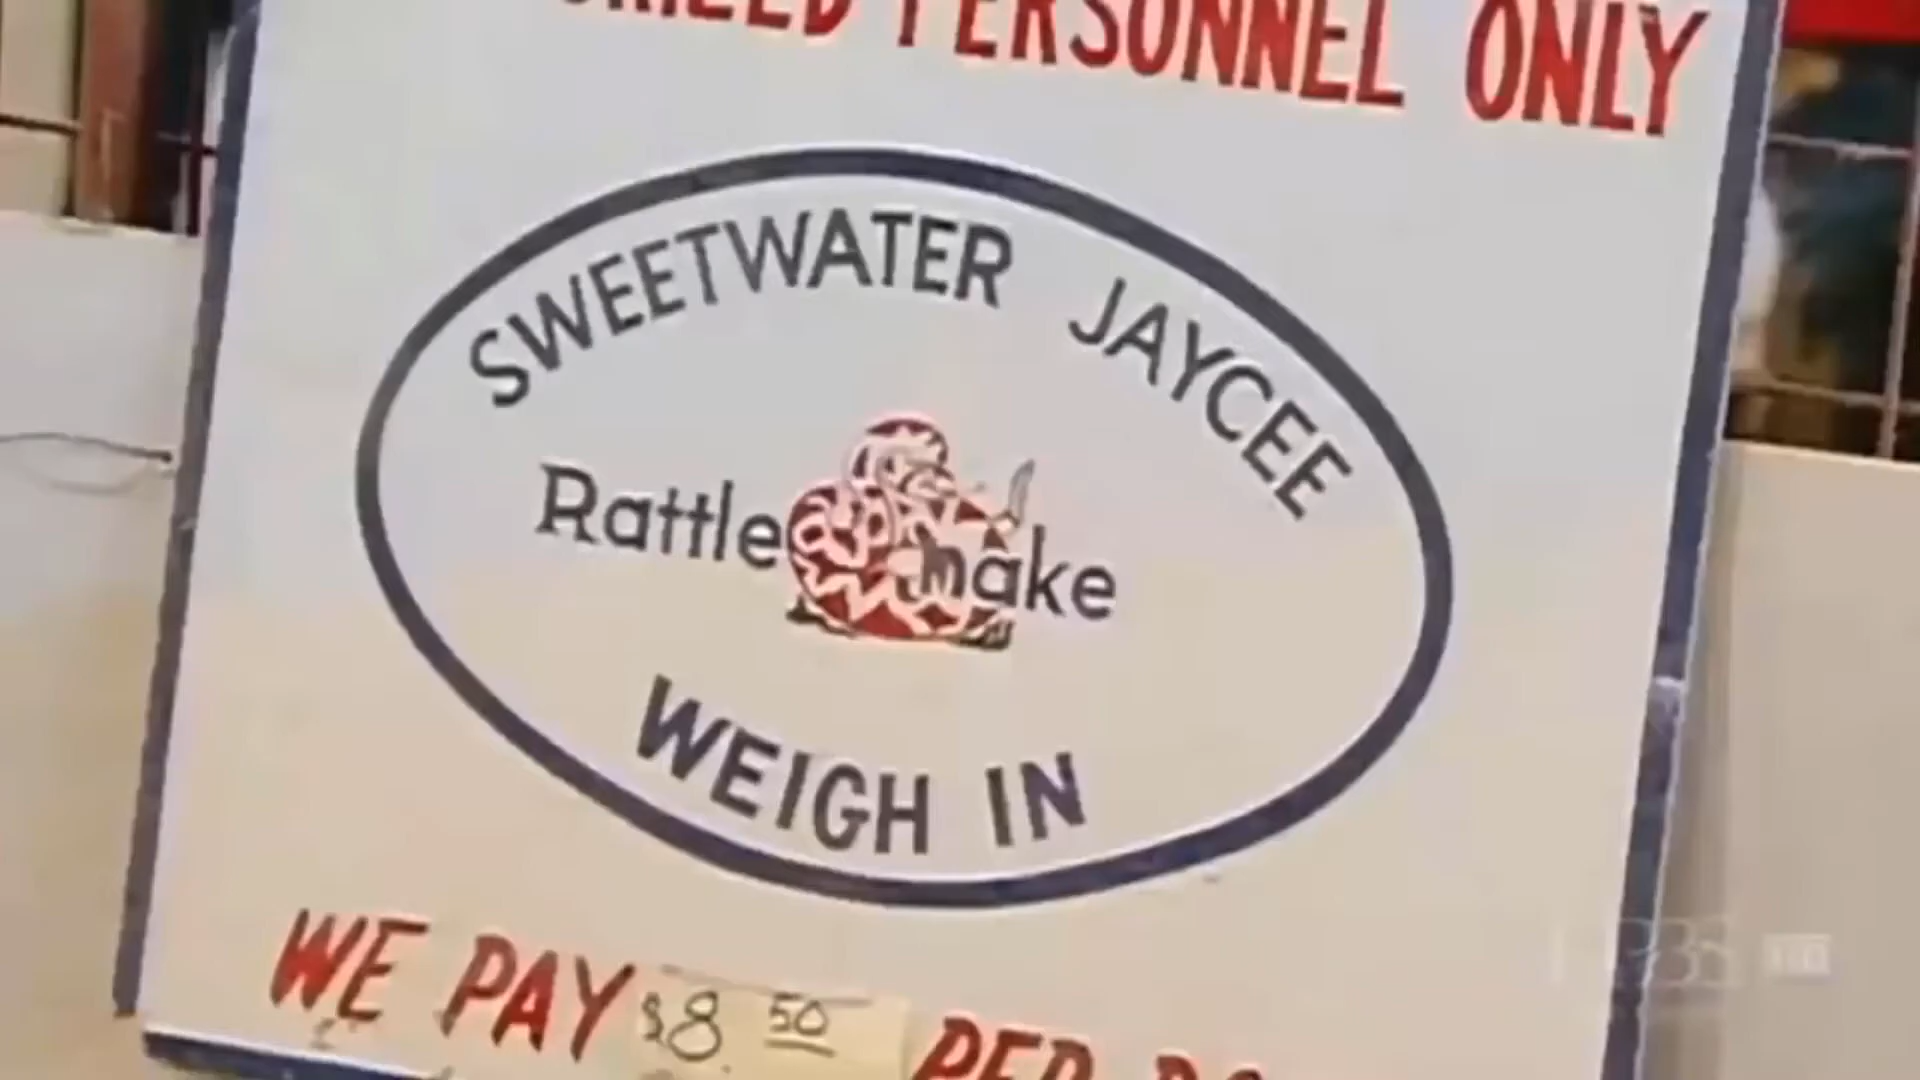 PERSONNEL ONLY
SWEETWATER JAYCEE
Rattlesnake
WEIGH IN
WE PAY $8.50 PER